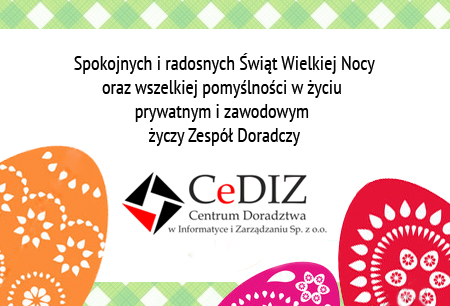 Spokojnych i radosnych Świąt Wielkiej Nocy
oraz wszelkiej pomyślności w życiu
prywatnym i zawodowym
życzy Zespół Doradczy
CeDIZ
Centrum Doradztwa
w Informatyce i Zarządzaniu Sp. z o.o.